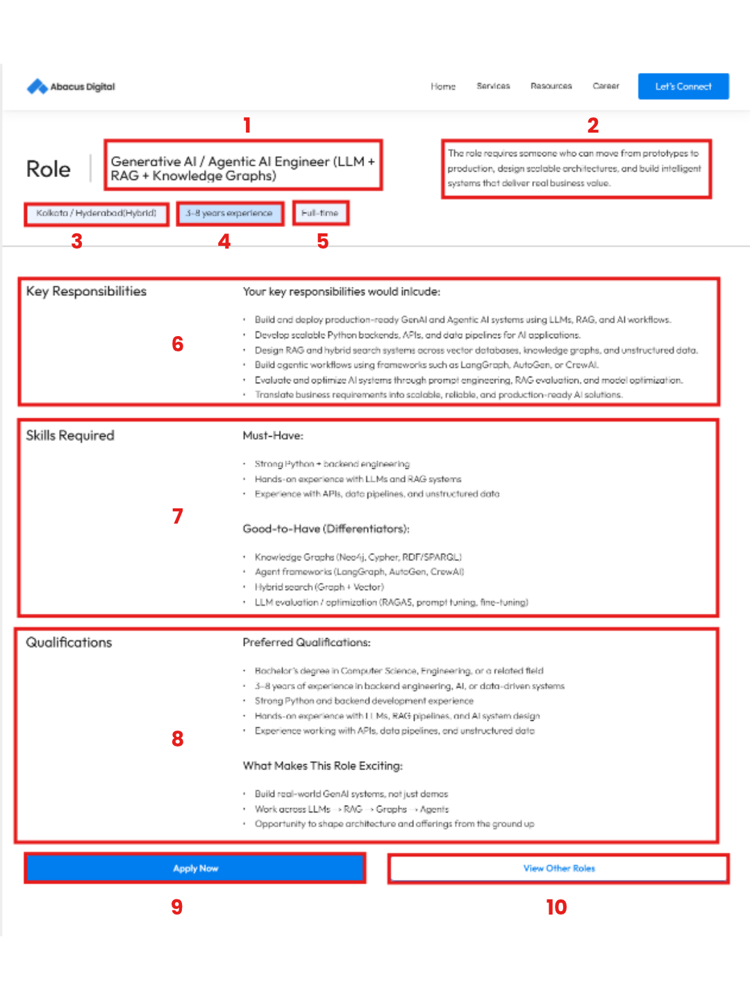 Abacus Digital
Home
Services
Resources
Career
Let's Connect
1
2
Role
Generative AI / Agentic AI Engineer (LLM +
RAG + Knowledge Graphs)
The role requires someone who can move from prototypes to
production, design scalable architectures, and build intelligent
systems that deliver real business value.
Kolkata / Hyderabad(Hybrid)
3-8 years experience
Full-time
3
4
5
Key Responsibilities
Your key responsibilities would inlcude:
• Build and deploy production-ready GenAI and Agentic AI systems using LLMs, RAG, and AI workflows.
• Develop scalable Python backends, APIs, and data pipelines for AI applications.
6
• Design RAG and hybrid search systems across vector databases, knowledge graphs, and unstructured data.
• Build agentic workflows using frameworks such as LangGraph, AutoGen, or CrewAI.
• Evaluate and optimize AI systems through prompt engineering, RAG evaluation, and model optimization.
• Translate business requirements into scalable, reliable, and production-ready AI solutions.
Skills Required
Must-Have:
• Strong Python + backend engineering
• Hands-on experience with LLMs and RAG systems
• Experience with APIs, data pipelines, and unstructured data
7
Good-to-Have (Differentiators):
• Knowledge Graphs (Neo4j, Cypher, RDF/SPARQL)
• Agent frameworks (LangGraph, AutoGen, CrewAI)
• Hybrid search (Graph + Vector)
• LLM evaluation / optimization (RAGAS, prompt tuning, fine-tuning)
Qualifications
Preferred Qualifications:
• Bachelor's degree in Computer Science, Engineering, or a related field
• 3-8 years of experience in backend engineering, AI, or data-driven systems
• Strong Python and backend development experience
• Hands-on experience with LLMs, RAG pipelines, and AI system design
• Experience working with APIs, data pipelines, and unstructured data
8
What Makes This Role Exciting:
• Build real-world GenAI systems, not just demos
• Work across LLMs → RAG → Graphs → Agents
• Opportunity to shape architecture and offerings from the ground up
Apply Now
View Other Roles
9
10